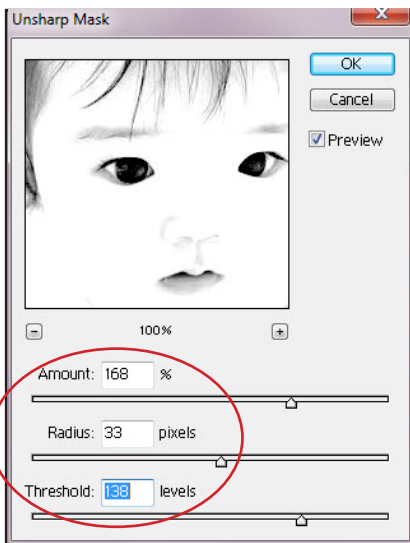 Unsharp Mask
OK
Cancel
Preview
100%
Amount: 168 %
Radius: 33 pixels
Threshold: 138 levels